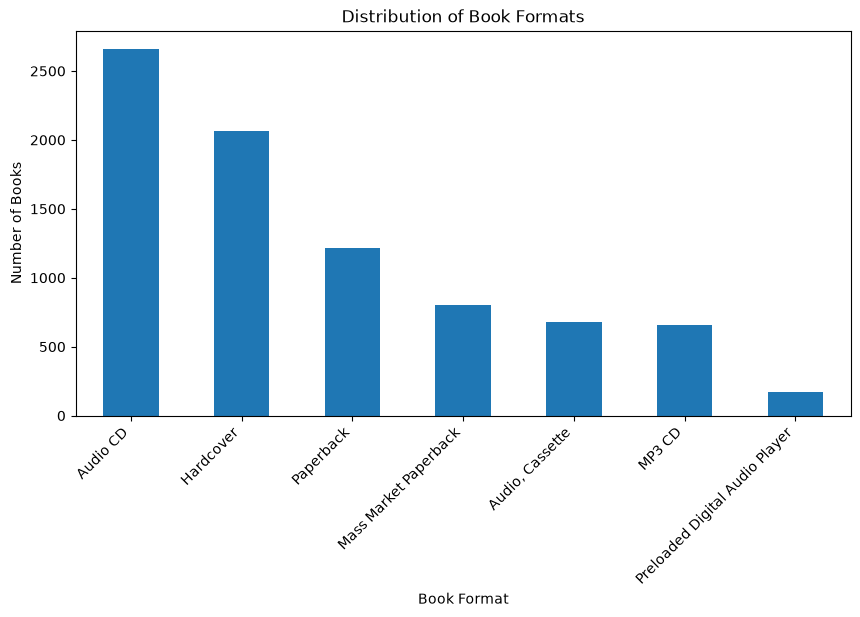 Distribution of Book Formats
Number of Books
2500
2000
1500
1000
500
0
Audio CD
Hardcover
Paperback
Mass Market Paperback
Audio, Cassette
MP3 CD
Preloaded Digital Audio Player
Book Format